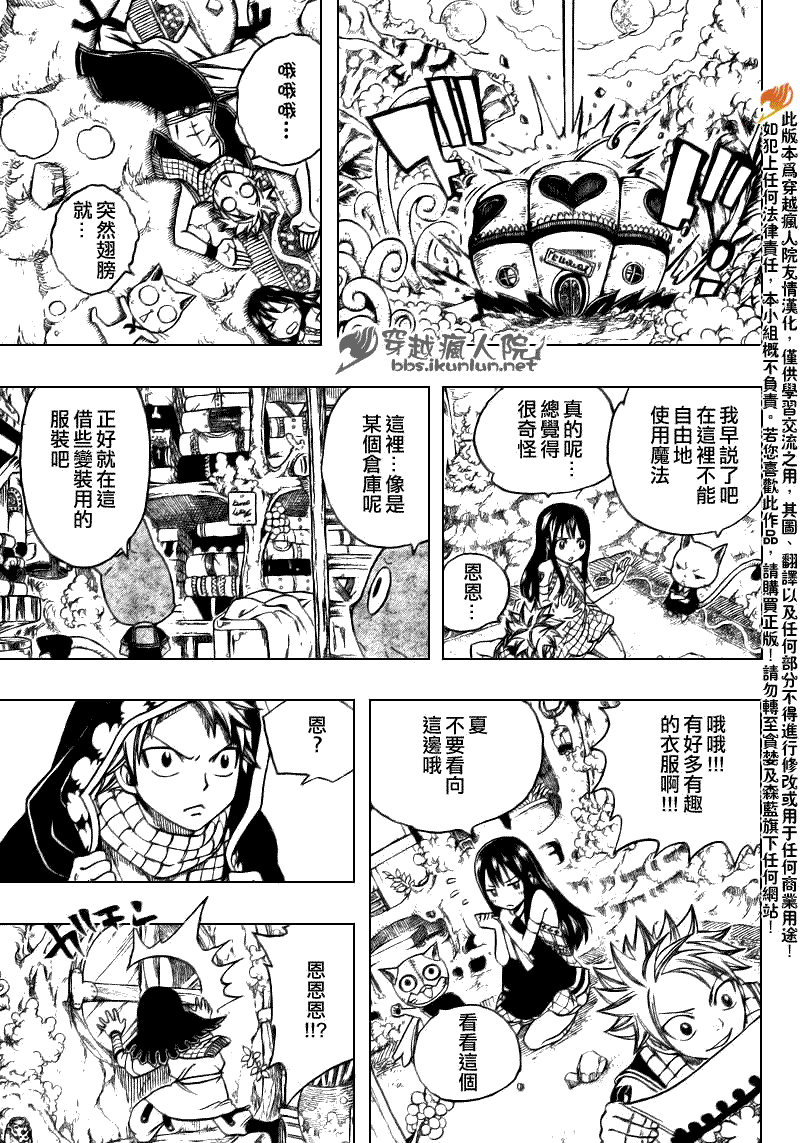 此版本爲穿越瘋人院友情漢化，僅供學習交流之用，其圖、翻譯以及任何部分不得進行修改或用于任何商業用途！
如犯上任何法律責任，本小組概不負責。若您喜歡此作品，請購買正版！請勿轉至貪婪及森藍旗下任何網站！
哦哦哦…
突然翅膀
就…
穿越瘋人院
bbs.ikunlun.net
我早說了吧
在這裡不能
自由地
使用魔法
真的呢…
總覺得
很奇怪
恩恩…
這裡…像是
某個倉庫呢
正好就在這
借些變裝用的
服裝吧
哦哦!!!
有好多有趣
的衣服啊!!!
夏
不要看向
這邊哦
看看這個
恩?
恩恩恩!!?